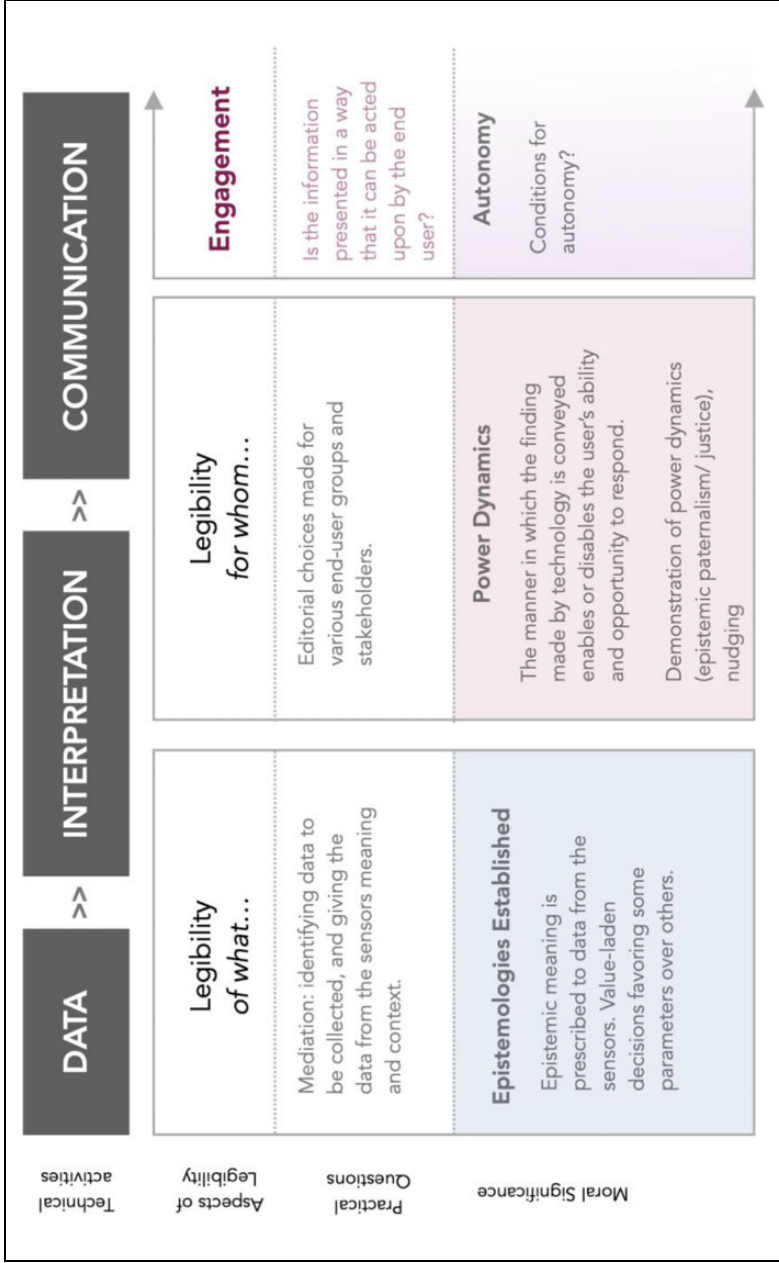 Technical
activities
DATA
>>
INTERPRETATION
>>
COMMUNICATION
Aspects of
Legibility
Legibility
of what...
Legibility
for whom...
Engagement
Practical
Questions
Mediation: identifying data to
be collected, and giving the
data from the sensors meaning
and context.
Editorial choices made for
various end-user groups and
stakeholders.
Is the information
presented in a way
that it can be acted
upon by the end
user?
Moral Significance
Epistemologies Established
Epistemic meaning is
prescribed to data from the
sensors. Value-laden
decisions favoring some
parameters over others.
Power Dynamics
The manner in which the finding
made by technology is conveyed
enables or disables the user's ability
and opportunity to respond.
Demonstration of power dynamics
(epistemic paternalism/ justice),
nudging
Autonomy
Conditions for
autonomy?